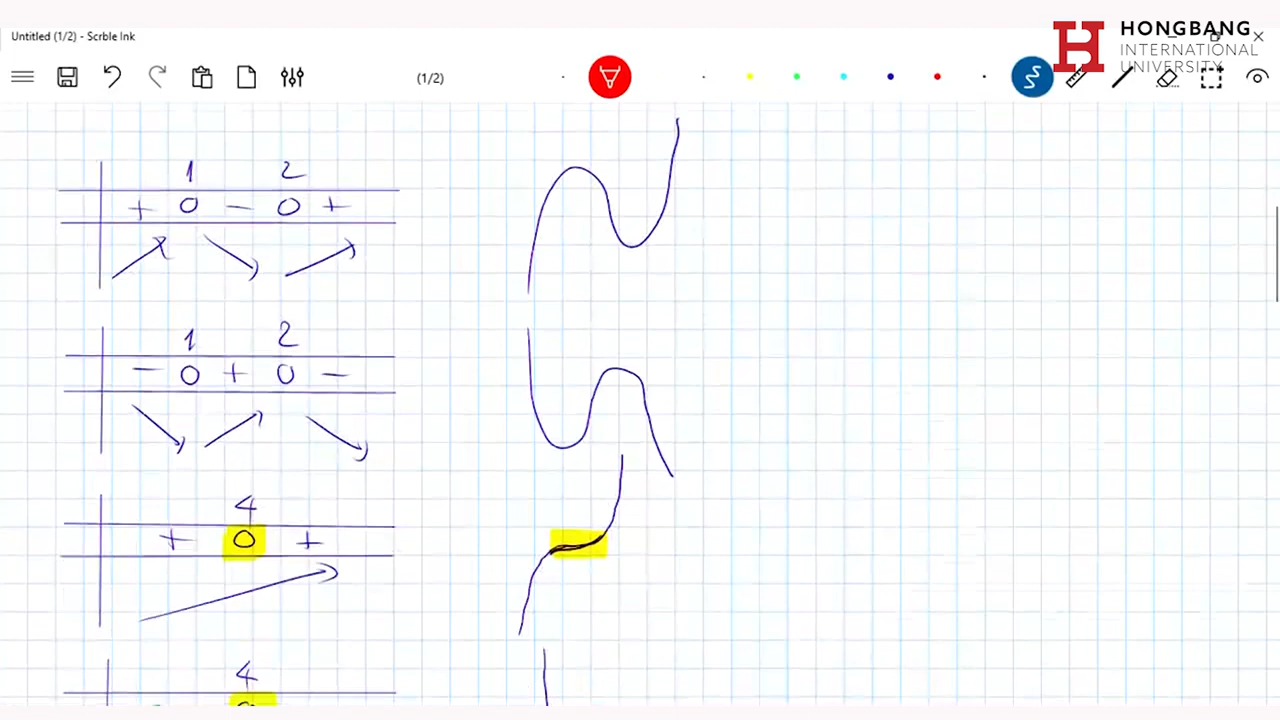 Untitled (1/2) - Scrble Ink
HONGBANG
INTERNATIONAL
UNIVERSITY
(1/2)
1 2
+ 0 - 0 +
1 2
- 0 + 0 -
4
+ 0 +
4